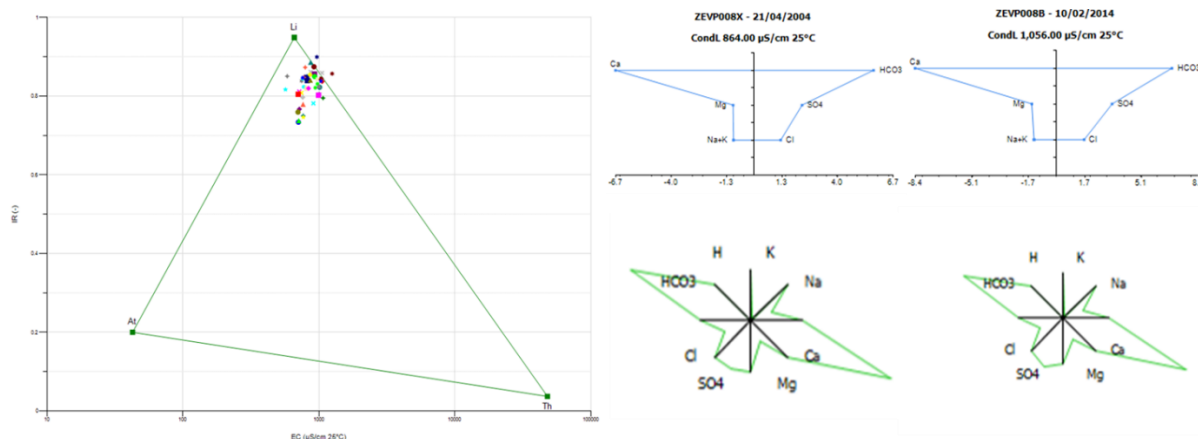 1
0.8
0.6
0.4
0.2
0
IR (-)
Li
At
Th
10
100
1000
10000
100000
EC (µS/cm 25°C)
ZEVP008X - 21/04/2004
CondL 864.00 µS/cm 25°C
Ca
HCO3
Mg
SO4
Na+K
Cl
-6.7
-4.0
-1.3
1.3
4.0
6.7
ZEVP008B - 10/02/2014
CondL 1,056.00 µS/cm 25°C
Ca
HCO3
Mg
SO4
Na+K
Cl
-8.4
-5.1
-1.7
1.7
5.1
H
K
HCO3
Na
Cl
Ca
SO4
Mg
H
K
HCO3
Na
Cl
Ca
SO4
Mg